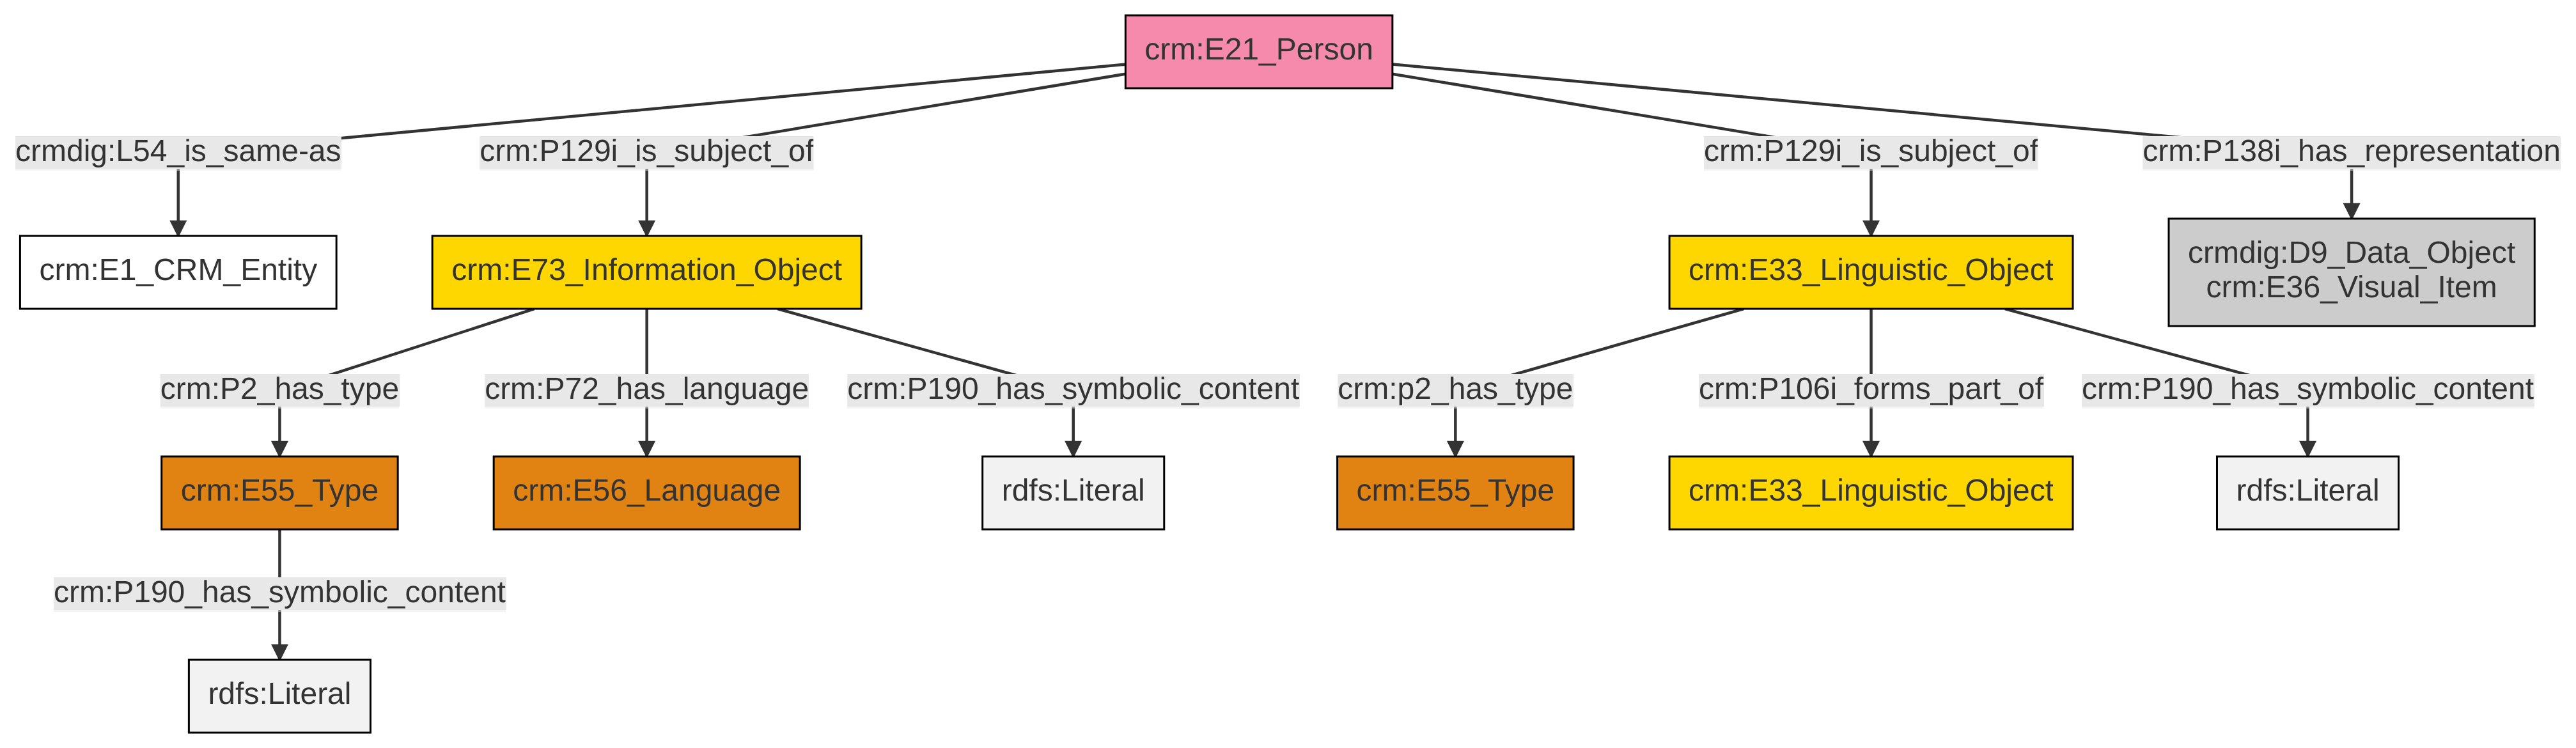 crm:E21_Person
crmdig:L54_is_same-as
crm:P129i_is_subject_of
crm:P129i_is_subject_of
crm:P138i_has_representation
crm:E1_CRM_Entity
crm:E73_Information_Object
crm:E33_Linguistic_Object
crmdig:D9_Data_Object
crm:E36_Visual_Item
crm:P2_has_type
crm:P72_has_language
crm:P190_has_symbolic_content
crm:p2_has_type
crm:P106i_forms_part_of
crm:P190_has_symbolic_content
crm:E55_Type
crm:E56_Language
rdfs:Literal
crm:E55_Type
crm:E33_Linguistic_Object
rdfs:Literal
crm:P190_has_symbolic_content
rdfs:Literal